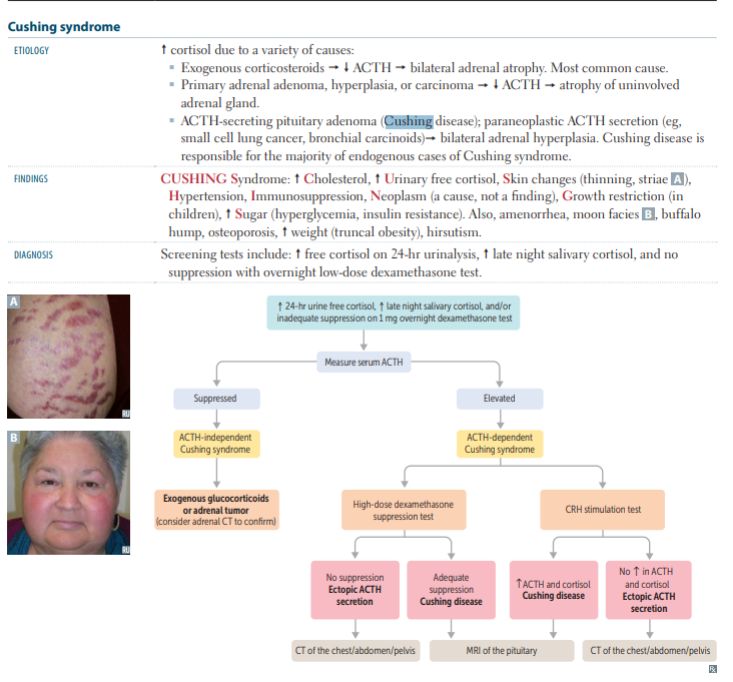 Cushing syndrome
ETIOLOGY
↑ cortisol due to a variety of causes:
▪ Exogenous corticosteroids → ↓ ACTH → bilateral adrenal atrophy. Most common cause.
▪ Primary adrenal adenoma, hyperplasia, or carcinoma → ↓ ACTH → atrophy of uninvolved
adrenal gland.
▪ ACTH-secreting pituitary adenoma (Cushing disease); paraneoplastic ACTH secretion (eg,
small cell lung cancer, bronchial carcinoids)→ bilateral adrenal hyperplasia. Cushing disease is
responsible for the majority of endogenous cases of Cushing syndrome.
FINDINGS
CUSHING Syndrome: ↑ Cholesterol, ↑ Urinary free cortisol, Skin changes (thinning, striae A),
Hypertension, Immunosuppression, Neoplasm (a cause, not a finding), Growth restriction (in
children), ↑ Sugar (hyperglycemia, insulin resistance). Also, amenorrhea, moon facies B, buffalo
hump, osteoporosis, ↑ weight (truncal obesity), hirsutism.
DIAGNOSIS
Screening tests include: ↑ free cortisol on 24-hr urinalysis, ↑ late night salivary cortisol, and no
suppression with overnight low-dose dexamethasone test.
A
B
↑ 24-hr urine free cortisol, ↑ late night salivary cortisol, and/or
inadequate suppression on 1 mg overnight dexamethasone test
Measure serum ACTH
Suppressed
Elevated
ACTH-independent
Cushing syndrome
ACTH-dependent
Cushing syndrome
Exogenous glucocorticoids
or adrenal tumor
(consider adrenal CT to confirm)
High-dose dexamethasone
suppression test
CRH stimulation test
No suppression
Ectopic ACTH
secretion
Adequate
suppression
Cushing disease
↑ ACTH and cortisol
Cushing disease
No ↑ in ACTH
and cortisol
Ectopic ACTH
secretion
CT of the chest/abdomen/pelvis
MRI of the pituitary
CT of the chest/abdomen/pelvis